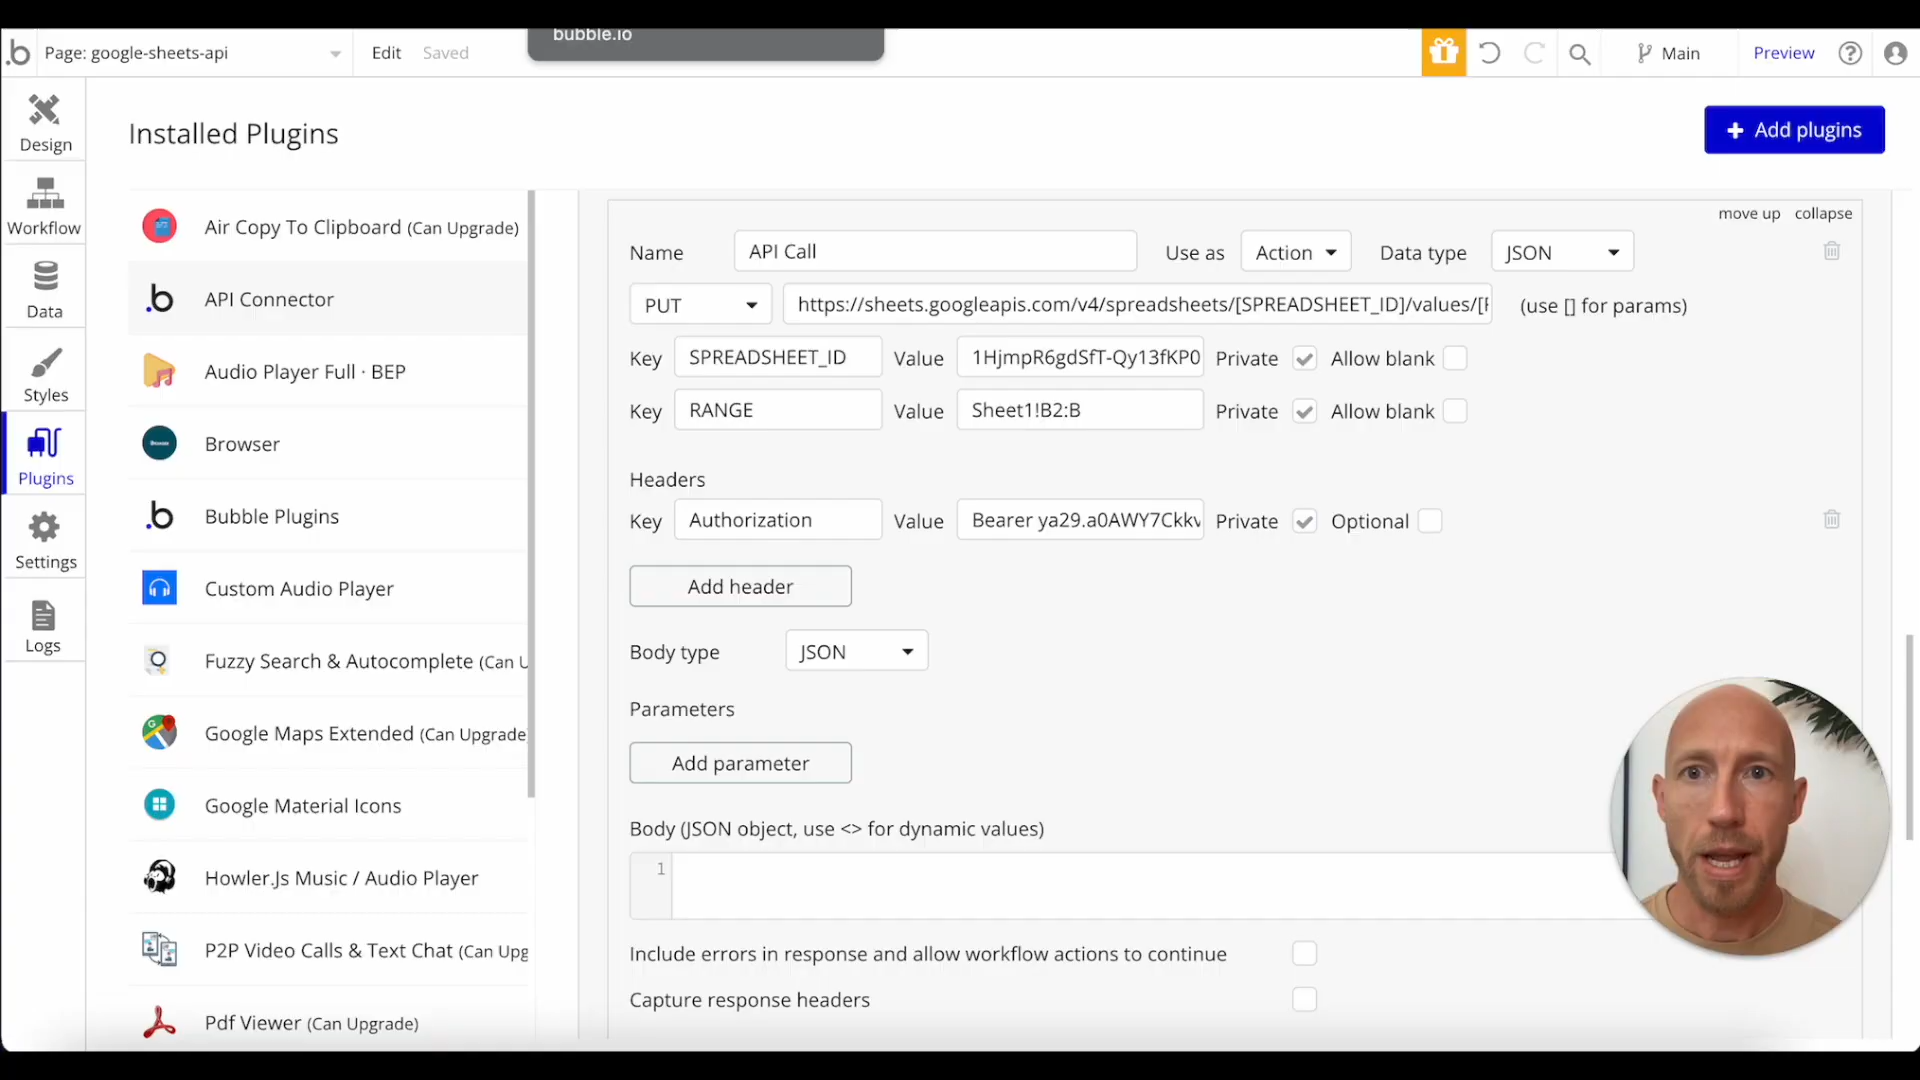 bubble.io
Page: google-sheets-api
Edit
Saved
Main
Preview
Design
Workflow
Data
Styles
Plugins
Settings
Logs
Installed Plugins
+ Add plugins
Air Copy To Clipboard (Can Upgrade)
API Connector
Audio Player Full · BEP
Browser
Bubble Plugins
Custom Audio Player
Fuzzy Search & Autocomplete (Can U
Google Maps Extended (Can Upgrade
Google Material Icons
Howler.Js Music / Audio Player
P2P Video Calls & Text Chat (Can Upg
Pdf Viewer (Can Upgrade)
move up collapse
Name API Call Use as Action Data type JSON
PUT https://sheets.googleapis.com/v4/spreadsheets/[SPREADSHEET_ID]/values/[ (use [] for params)
Key SPREADSHEET_ID Value 1HjmpR6gdSfT-Qy13fKP0 Private Allow blank
Key RANGE Value Sheet1!B2:B Private Allow blank
Headers
Key Authorization Value Bearer ya29.a0AWY7Ckkv Private Optional
Add header
Body type JSON
Parameters
Add parameter
Body (JSON object, use <> for dynamic values)
1
Include errors in response and allow workflow actions to continue
Capture response headers